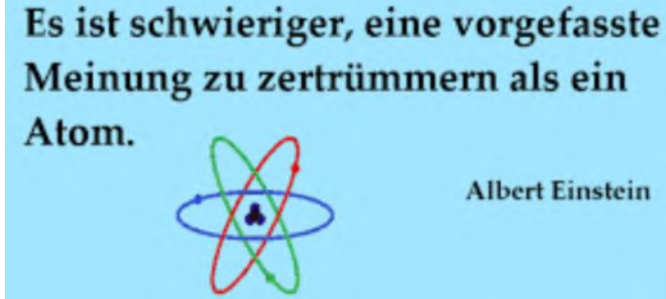 Es ist schwieriger, eine vorgefasste
Meinung zu zertrümmern als ein
Atom.
Albert Einstein